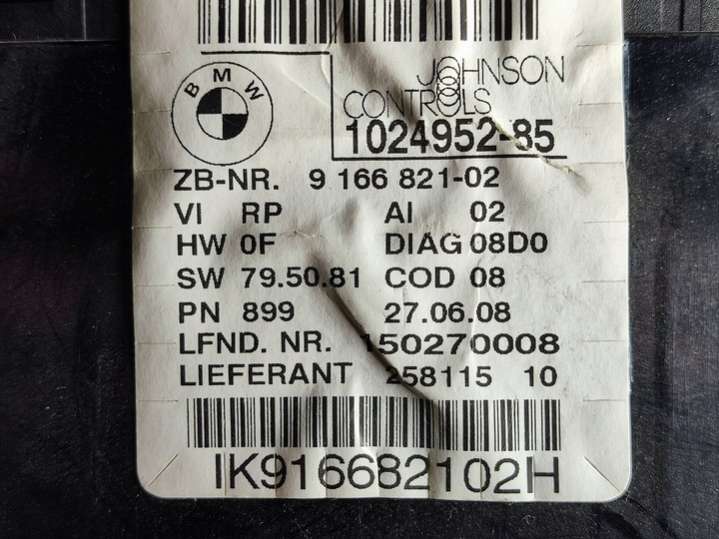 BMW
JOHNSON
CONTROLS
1024952-85
ZB-NR. 9 166 821-02
VI RP AI 02
HW 0F DIAG 08D0
SW 79.50.81 COD 08
PN 899 27.06.08
LFND. NR. 150270008
LIEFERANT 258115 10
IK916682102H